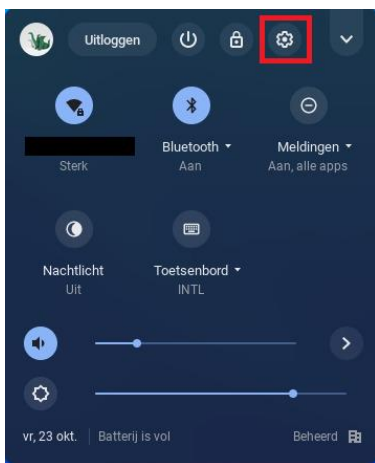 Uitloggen
Bluetooth Meldingen
Sterk Aan Aan, alle apps
Nachtlicht Toetsenbord
Uit INTL
vr, 23 okt. Batterij is vol Beheerd